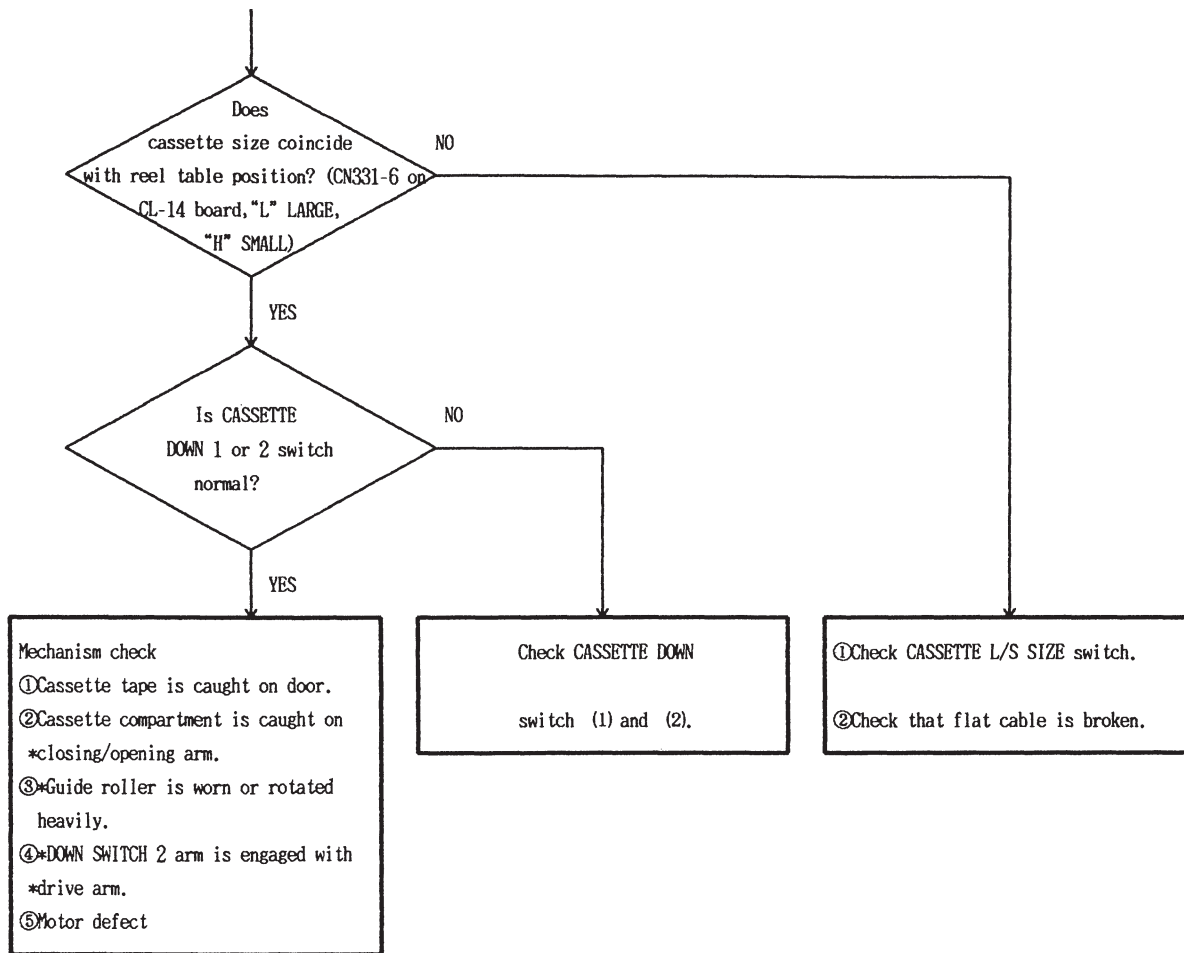 Does
cassette size coincide
with reel table position? (CN331-6 on
CL-14 board,"L" LARGE,
"H" SMALL)
NO
YES
Is CASSETTE
DOWN 1 or 2 switch
normal?
NO
YES
Mechanism check
①Cassette tape is caught on door.
②Cassette compartment is caught on
*closing/opening arm.
③*Guide roller is worn or rotated
heavily.
④*DOWN SWITCH 2 arm is engaged with
*drive arm.
⑤Motor defect
Check CASSETTE DOWN
switch (1) and (2).
①Check CASSETTE L/S SIZE switch.
②Check that flat cable is broken.